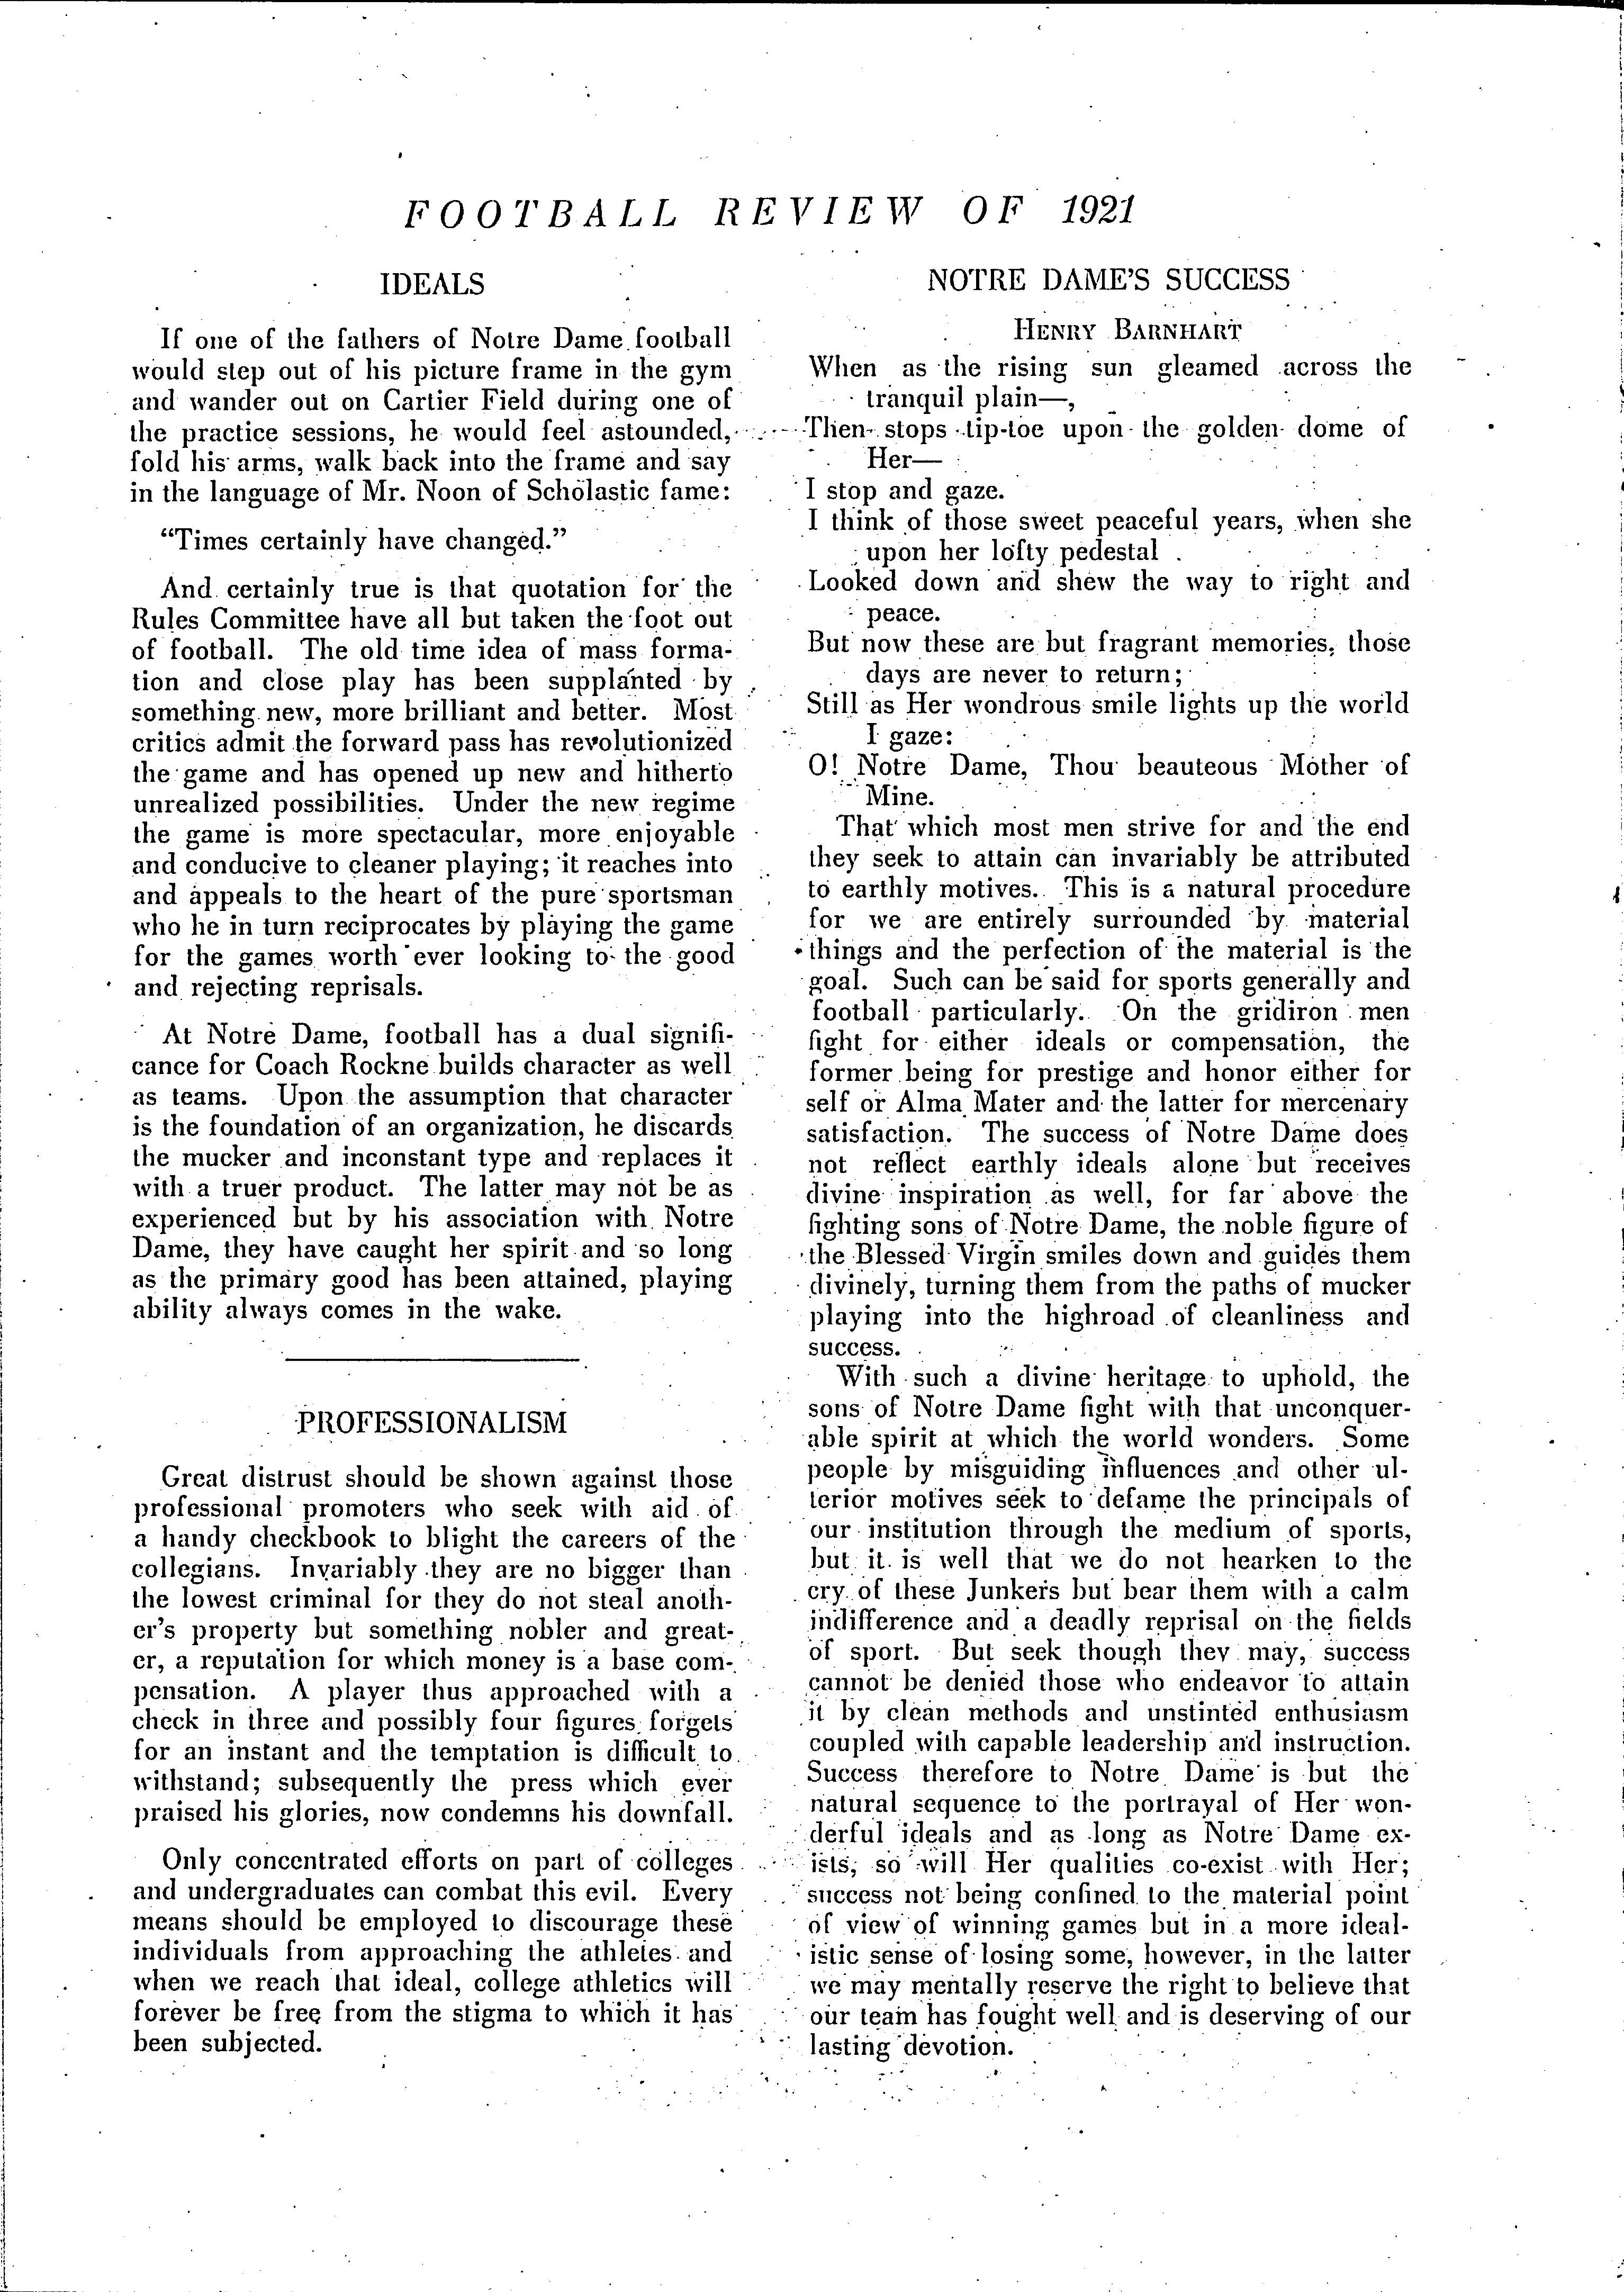 FOOTBALL REVIEW OF 1921
IDEALS
If one of the fathers of Notre Dame football
would step out of his picture frame in the gym
and wander out on Cartier Field during one of
the practice sessions, he would feel astounded,
fold his arms, walk back into the frame and say
in the language of Mr. Noon of Scholastic fame:
“Times certainly have changed.”
And certainly true is that quotation for the
Rules Committee have all but taken the foot out
of football. The old time idea of mass forma-
tion and close play has been supplanted by
something new, more brilliant and better. Most
critics admit the forward pass has revolutionized
the game and has opened up new and hitherto
unrealized possibilities. Under the new regime
the game is more spectacular, more enjoyable
and conducive to cleaner playing; it reaches into
and appeals to the heart of the pure sportsman
who he in turn reciprocates by playing the game
for the games worth ever looking to the good
and rejecting reprisals.
At Notre Dame, football has a dual signifi-
cance for Coach Rockne builds character as well
as teams. Upon the assumption that character
is the foundation of an organization, he discards
the mucker and inconstant type and replaces it
with a truer product. The latter may not be as
experienced but by his association with Notre
Dame, they have caught her spirit and so long
as the primary good has been attained, playing
ability always comes in the wake.
PROFESSIONALISM
Great distrust should be shown against those
professional promoters who seek with aid of
a handy checkbook to blight the careers of the
collegians. Invariably they are no bigger than
the lowest criminal for they do not steal anoth-
er's property but something nobler and great-
er, a reputation for which money is a base com-
pensation. A player thus approached with a
check in three and possibly four figures forgets
for an instant and the temptation is difficult to
withstand; subsequently the press which ever
praised his glories, now condemns his downfall.
Only concentrated efforts on part of colleges
and undergraduates can combat this evil. Every
means should be employed to discourage these
individuals from approaching the athletes and
when we reach that ideal, college athletics will
forever be free from the stigma to which it has
been subjected.
NOTRE DAME'S SUCCESS
HENRY BARNHART
When as the rising sun gleamed across the
tranquil plain—,
Then stops tip-toe upon the golden dome of
Her—
I stop and gaze.
I think of those sweet peaceful years, when she
upon her lofty pedestal
Looked down and shew the way to right and
peace.
But now these are but fragrant memories, those
days are never to return;
Still as Her wondrous smile lights up the world
I gaze:
O! Notre Dame, Thou beauteous Mother of
Mine.
That which most men strive for and the end
they seek to attain can invariably be attributed
to earthly motives. This is a natural procedure
for we are entirely surrounded by material
things and the perfection of the material is the
goal. Such can be said for sports generally and
football particularly. On the gridiron men
fight for either ideals or compensation, the
former being for prestige and honor either for
self or Alma Mater and the latter for mercenary
satisfaction. The success of Notre Dame does
not reflect earthly ideals alone but receives
divine inspiration as well, for far above the
fighting sons of Notre Dame, the noble figure of
the Blessed Virgin smiles down and guides them
divinely, turning them from the paths of mucker
playing into the highroad of cleanliness and
success.
With such a divine heritage to uphold, the
sons of Notre Dame fight with that unconquer-
able spirit at which the world wonders. Some
people by misguiding influences and other ul-
terior motives seek to defame the principals of
our institution through the medium of sports,
but it is well that we do not hearken to the
cry of these Junkers but bear them with a calm
indifference and a deadly reprisal on the fields
of sport. But seek though they may, success
cannot be denied those who endeavor to attain
it by clean methods and unstinted enthusiasm
coupled with capable leadership and instruction.
Success therefore to Notre Dame is but the
natural sequence to the portrayal of Her won-
derful ideals and as long as Notre Dame ex-
ists, so will Her qualities co-exist with Her;
success not being confined to the material point
of view of winning games but in a more ideal-
istic sense of losing some, however, in the latter
we may mentally reserve the right to believe that
our team has fought well and is deserving of our
lasting devotion.